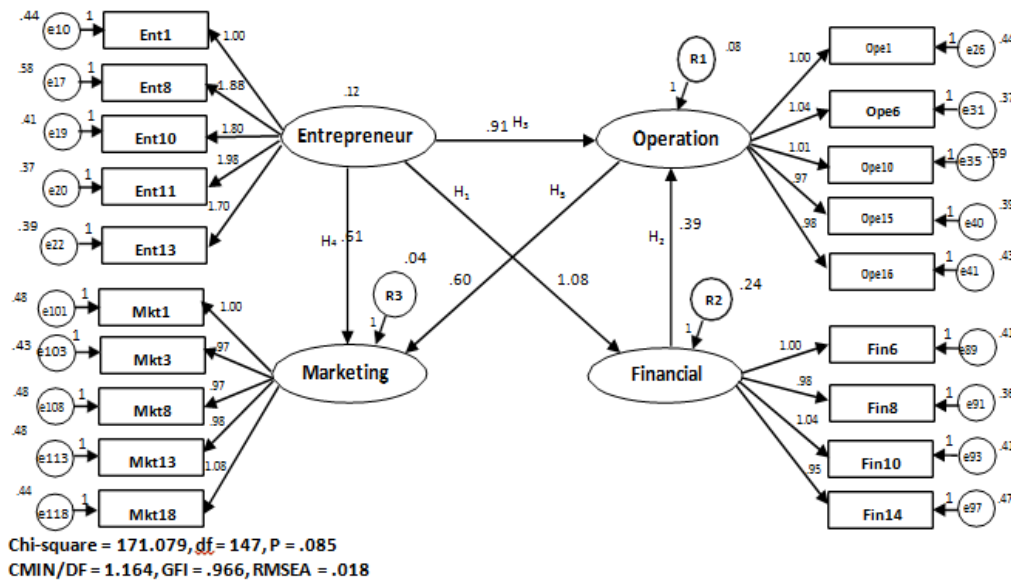 .44
e10
1
Ent1
1.00
.58
e17
1
Ent8
1.88
.41
e19
1
Ent10
1.80
.37
e20
1
Ent11
1.98
.39
e22
1
Ent13
1.70
.12
Entrepreneur
.91 H₃
R1
.08
1
Operation
1.00
Ope1
1
e26
.44
1.04
Ope6
1
e31
.37
1.01
Ope10
1
e35
.59
.97
Ope15
1
e40
.39
.98
Ope16
1
e41
.43
H₁
H₅
H₄ .51
H₂
.39
.60
1.08
.48
e101
1
Mkt1
1.00
.43
e103
1
Mkt3
.97
.48
e108
1
Mkt8
.97
.48
e113
1
Mkt13
.98
.44
e118
1
Mkt18
1.08
.04
R3
1
Marketing
.24
R2
1
Financial
1.00
Fin6
1
e89
.41
.98
Fin8
1
e91
.36
1.04
Fin10
1
e93
.41
.95
Fin14
1
e97
.47
Chi-square = 171.079, df = 147, P = .085
CMIN/DF = 1.164, GFI = .966, RMSEA = .018